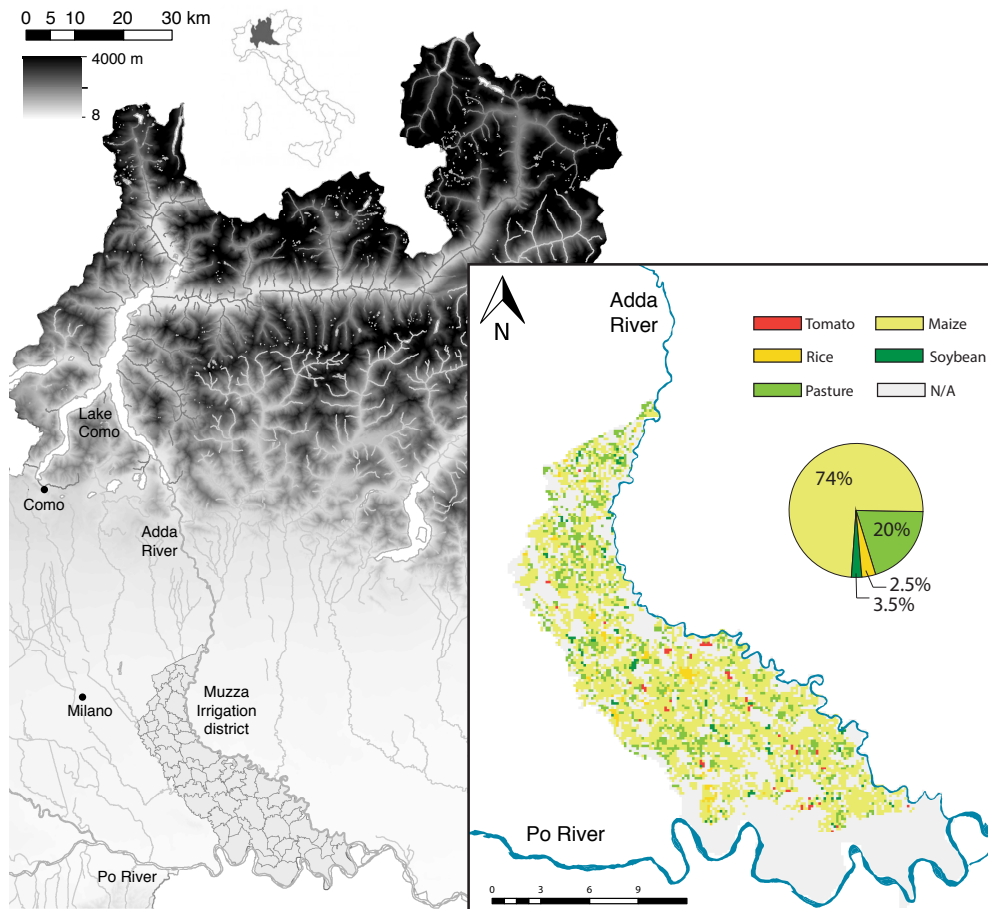 0 5 10 20 30 km
4000 m
8
Lake
Como
Como
Adda
River
Milano
Muzza
Irrigation
district
Po River
N
Adda
River
Tomato
Maize
Rice
Soybean
Pasture
N/A
74%
20%
2.5%
3.5%
Po River
0 3 6 9